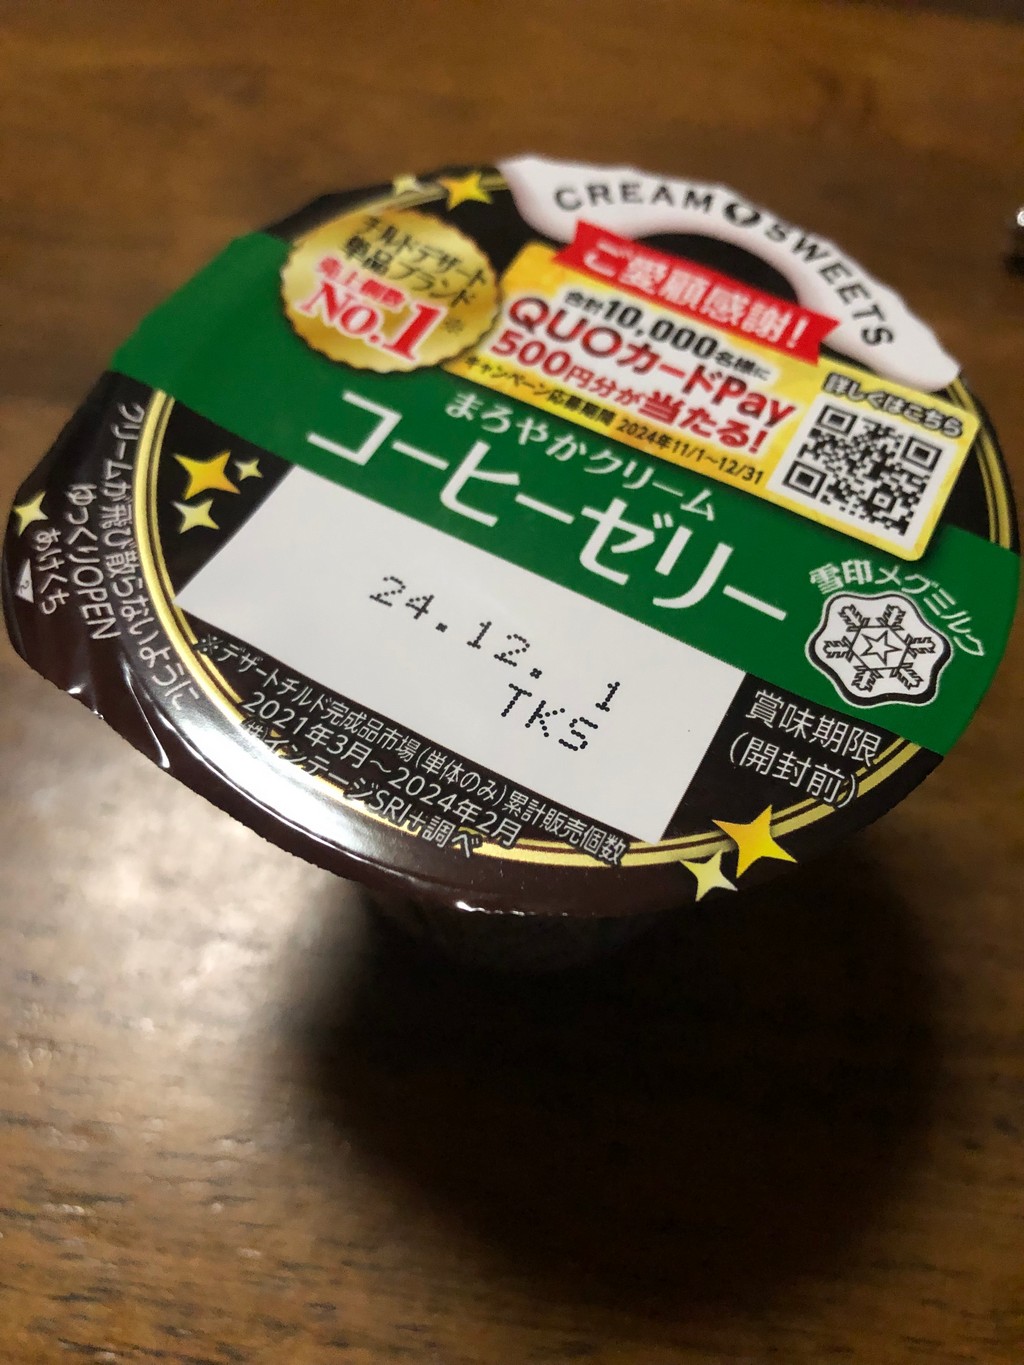 CREAM SWEETS
チルドデザート
単品ブランド
売上個数
No.1※
ご愛顧感謝!
合計10,000名様に
QUOカードPay
500円分が当たる!
キャンペーン応募期間 2024年11/1~12/31
詳しくはこちら
まろやかクリーム
コーヒーゼリー
雪印メグミルク
24.12. 1
TKS
賞味期限
(開封前)
※デザートチルド完成品市場(単体のみ)累計販売個数
2021年3月~2024年2月
㈱インテージSRI+調べ
クリームが飛び散らないように
ゆっくりOPEN
あけくち